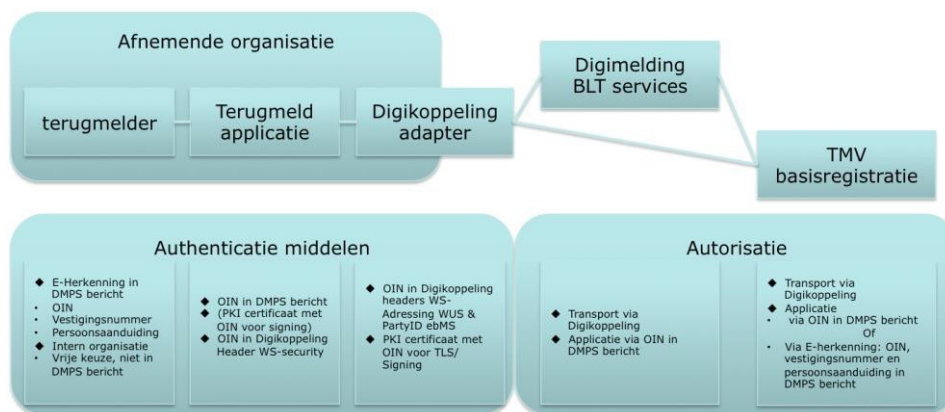 Afnemende organisatie
terugmelder
Terugmeld
applicatie
Digikoppeling
adapter
Digimelding
BLT services
TMV
basisregistratie
Authenticatie middelen
◆ E-Herkenning in
DMPS bericht
• OIN
• Vestigingsnummer
• Persoonsaanduiding
◆ Intern organisatie
• Vrije keuze, niet in
DMPS bericht
◆ OIN in DMPS bericht
◆ (PKI certificaat met
OIN voor signing)
◆ OIN in Digikoppeling
Header WS-security
◆ OIN in Digikoppeling
headers WS-
Adressing WUS &
PartyID ebMS
◆ PKI certificaat met
OIN voor TLS/
Signing
Autorisatie
◆ Transport via
Digikoppeling
◆ Applicatie via OIN in
DMPS bericht
◆ Transport via
Digikoppeling
◆ Applicatie
• via OIN in DMPS bericht
Of
• Via E-herkenning: OIN,
vestigingsnummer en
persoonsaanduiding in
DMPS bericht